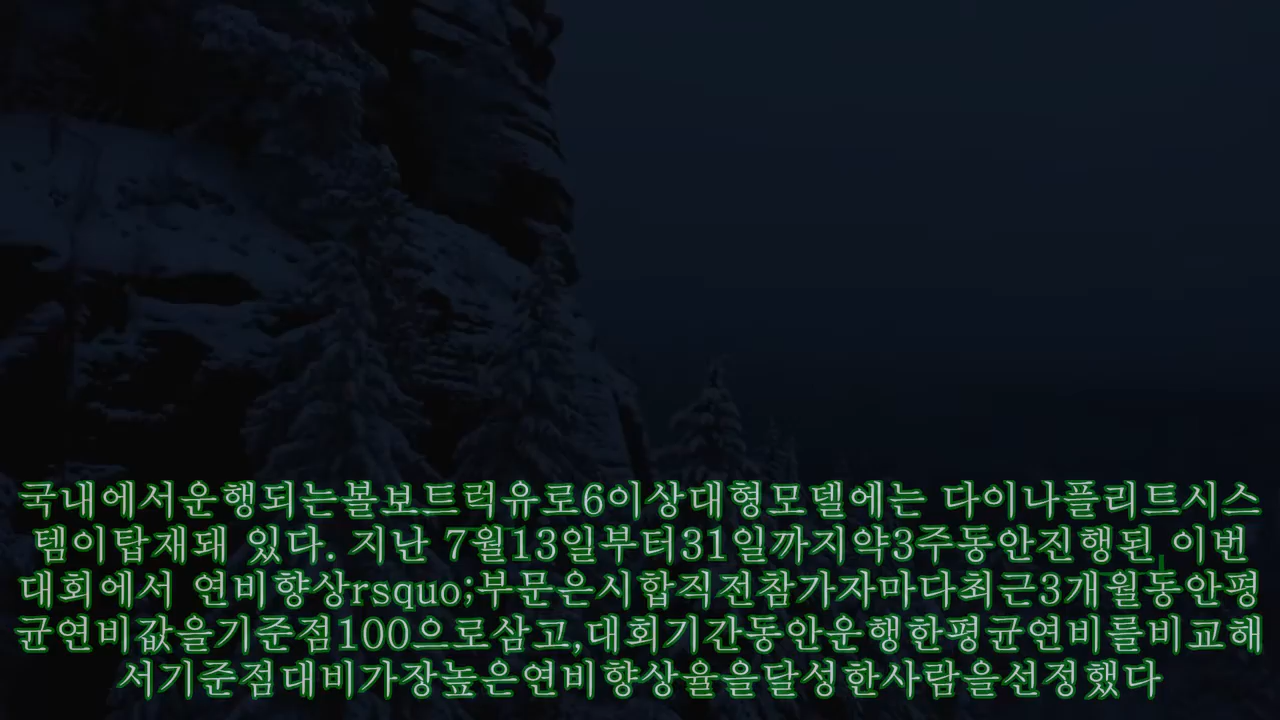 국내에서운행되는볼보트럭유로6이상대형모델에는 다이나플리트시스
템이탑재돼 있다. 지난 7월13일부터31일까지약3주동안진행된 이번
대회에서 연비향상rsquo;부문은시합직전참가자마다최근3개월동안평
균연비값을기준점100으로삼고,대회기간동안운행한평균연비를비교해
서기준점대비가장높은연비향상율을달성한사람을선정했다